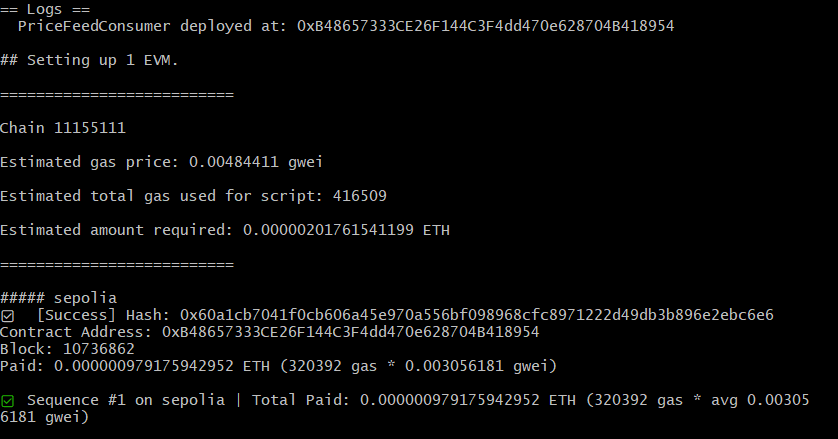 == Logs ==
PriceFeedConsumer deployed at: 0xB48657333CE26F144C3F4dd470e628704B418954
## Setting up 1 EVM.
==========================
Chain 11155111
Estimated gas price: 0.00484411 gwei
Estimated total gas used for script: 416509
Estimated amount required: 0.00000201761541199 ETH
==========================
##### sepolia
✅ [Success] Hash: 0x60a1cb7041f0cb606a45e970a556bf098968cfc8971222d49db3b896e2ebc6e6
Contract Address: 0xB48657333CE26F144C3F4dd470e628704B418954
Block: 10736862
Paid: 0.000000979175942952 ETH (320392 gas * 0.003056181 gwei)
✅ Sequence #1 on sepolia | Total Paid: 0.000000979175942952 ETH (320392 gas * avg 0.00305
6181 gwei)